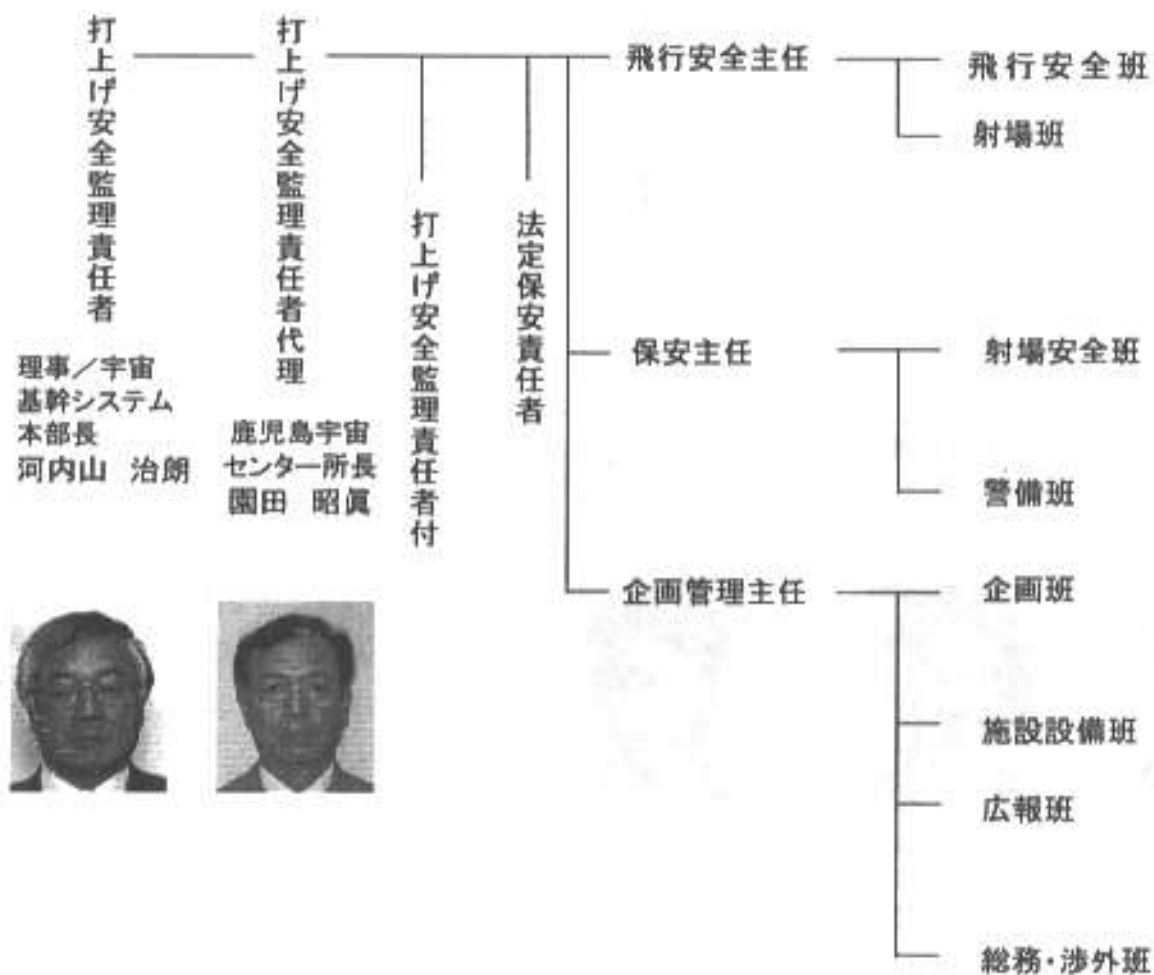 打上げ安全監理責任者
理事／宇宙
基幹システム
本部長
河内山　治朗
打上げ安全監理責任者代理
鹿児島宇宙
センター所長
園田　昭眞
打上げ安全監理責任者付
法定保安責任者
飛行安全主任
飛行安全班
射場班
保安主任
射場安全班
警備班
企画管理主任
企画班
施設設備班
広報班
総務・渉外班